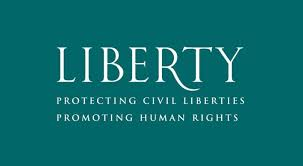 LIBERTY
PROTECTING CIVIL LIBERTIES
PROMOTING HUMAN RIGHTS